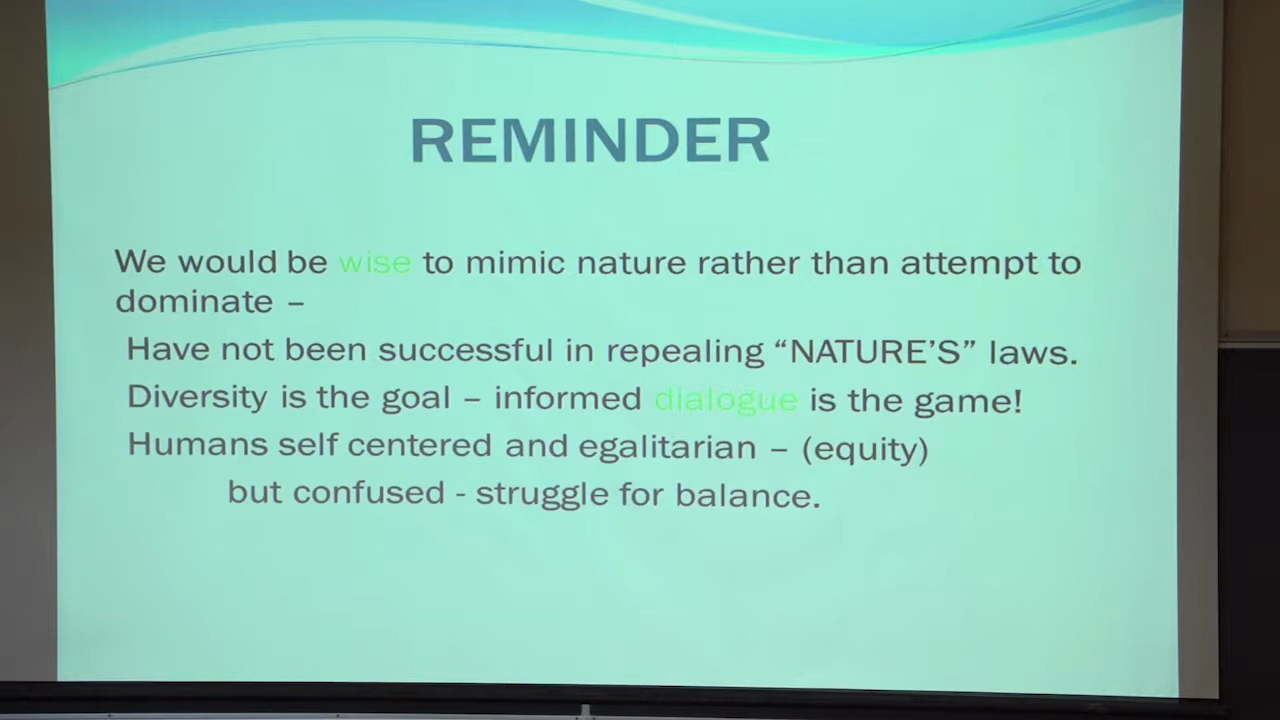 REMINDER
We would be wise to mimic nature rather than attempt to
dominate –
Have not been successful in repealing “NATURE’S” laws.
Diversity is the goal – informed dialogue is the game!
Humans self centered and egalitarian – (equity)
but confused - struggle for balance.